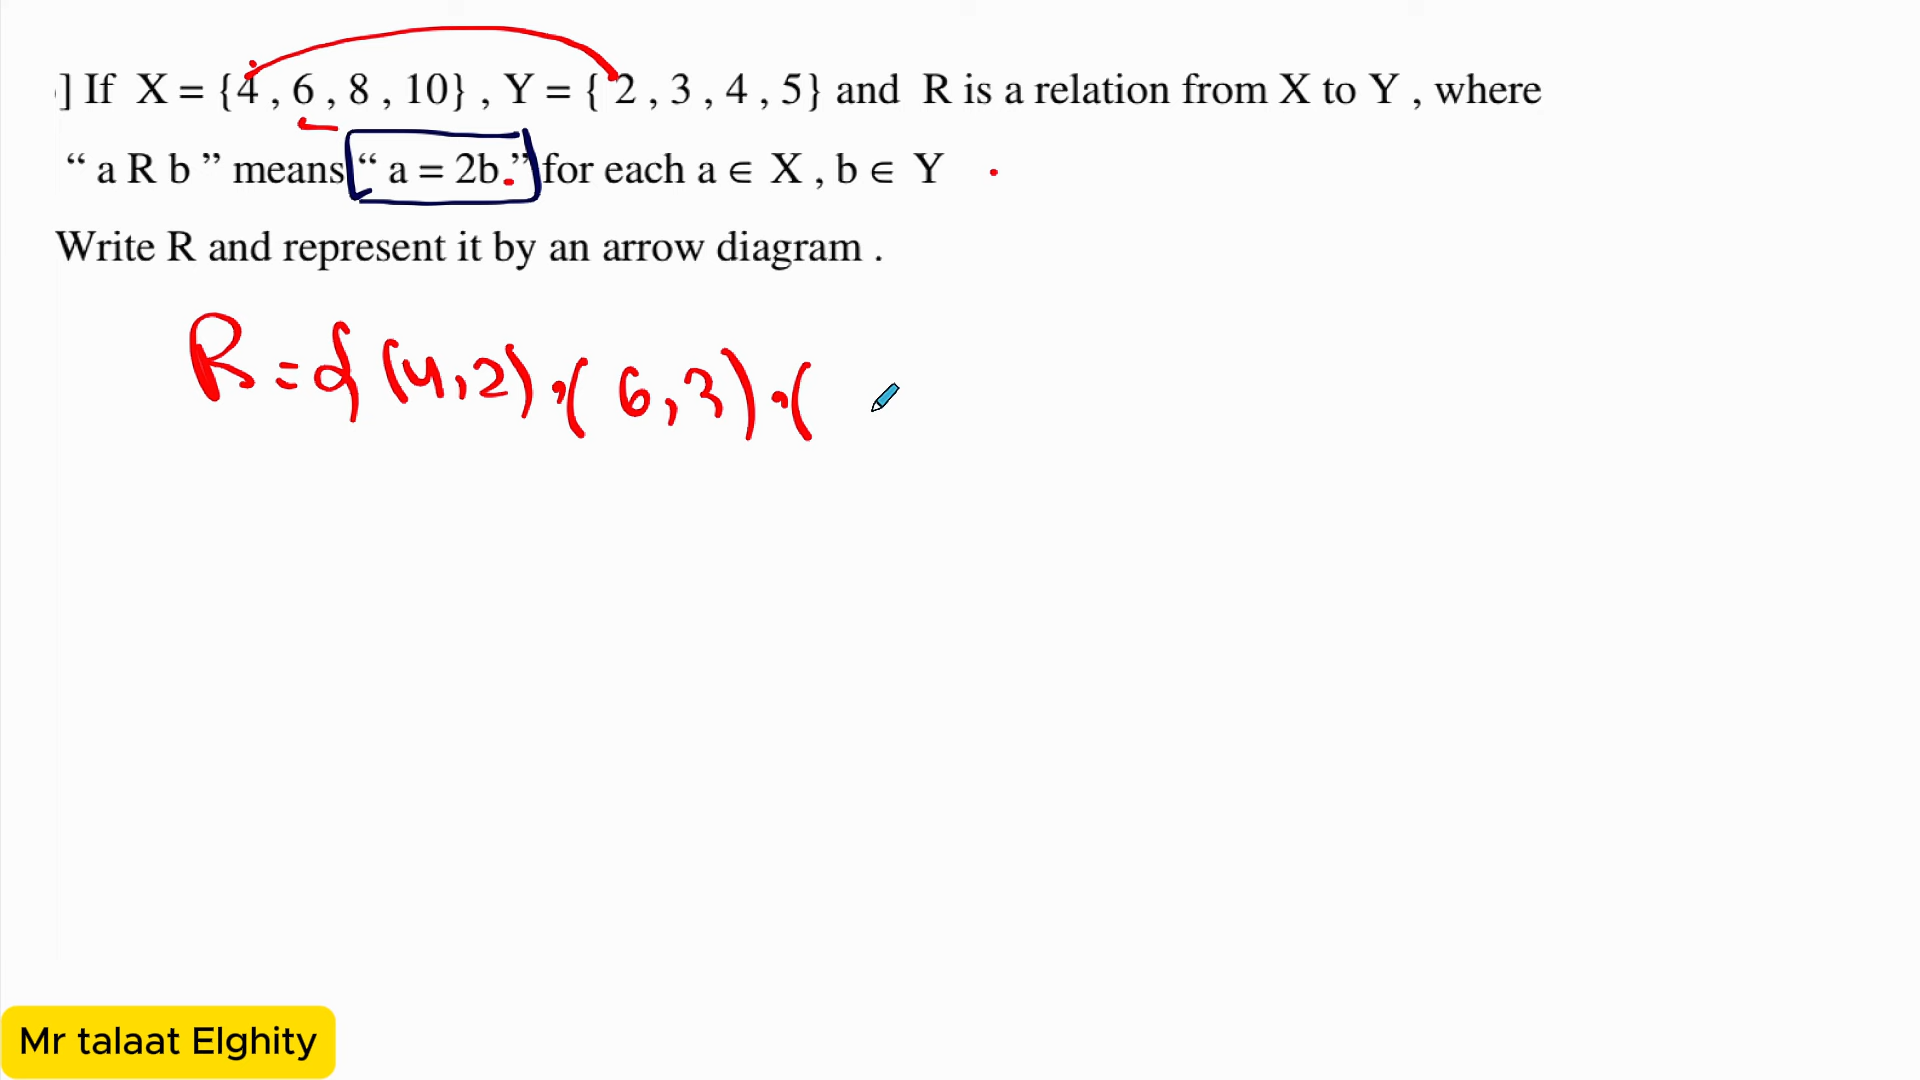 ] If X = {4 , 6 , 8 , 10} , Y = { 2 , 3 , 4 , 5} and R is a relation from X to Y , where
“ a R b ” means “ a = 2b ” for each a ∈ X , b ∈ Y
Write R and represent it by an arrow diagram .
R = { (4,2) , ( 6,3) , (
Mr talaat Elghity